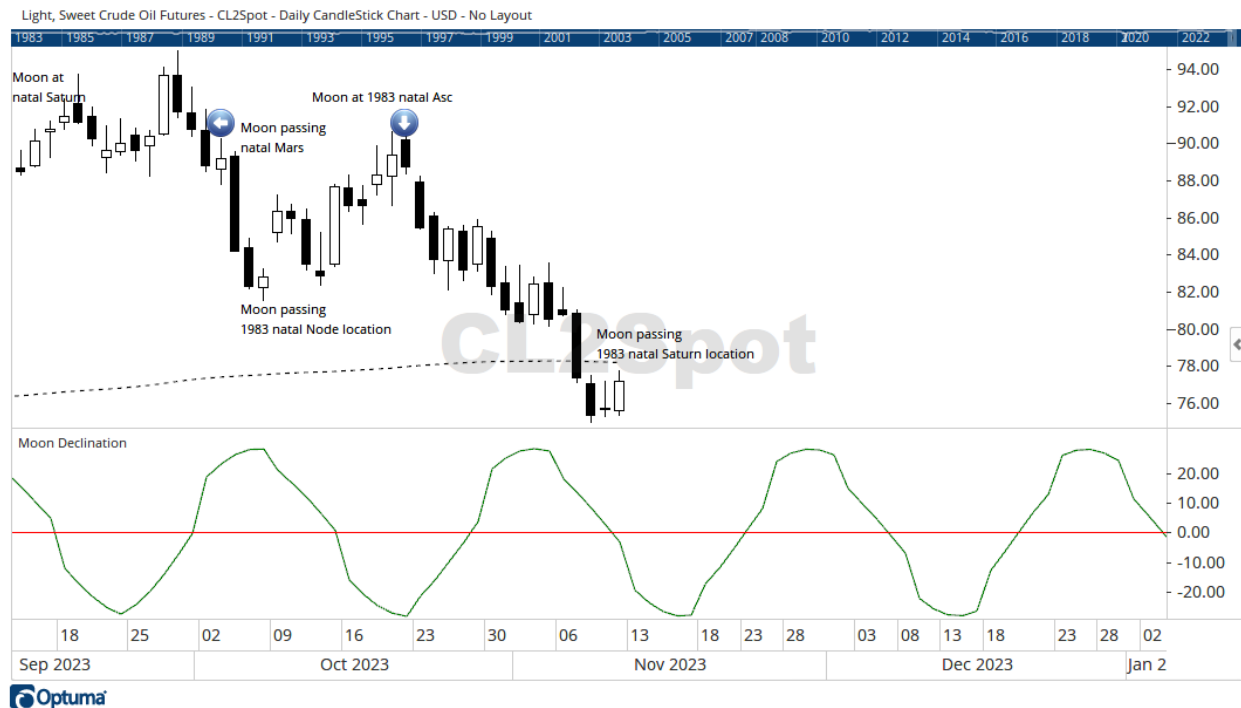 Light, Sweet Crude Oil Futures - CL2Spot - Daily CandleStick Chart - USD - No Layout
1983 1985 1987 1989 1991 1993 1995 1997 1999 2001 2003 2005 2007 2008 2010 2012 2014 2016 2018 2020 2022
94.00
Moon at
natal Saturn
Moon at 1983 natal Asc
92.00
Moon passing
natal Mars
90.00
88.00
86.00
84.00
82.00
Moon passing
1983 natal Node location
CL2Spot
80.00
Moon passing
1983 natal Saturn location
78.00
76.00
Moon Declination
20.00
10.00
0.00
-10.00
-20.00
18 25 02 09 16 23 30 06 13 18 23 28 03 08 13 18 23 28 02
Sep 2023 Oct 2023 Nov 2023 Dec 2023 Jan 2
Optuma